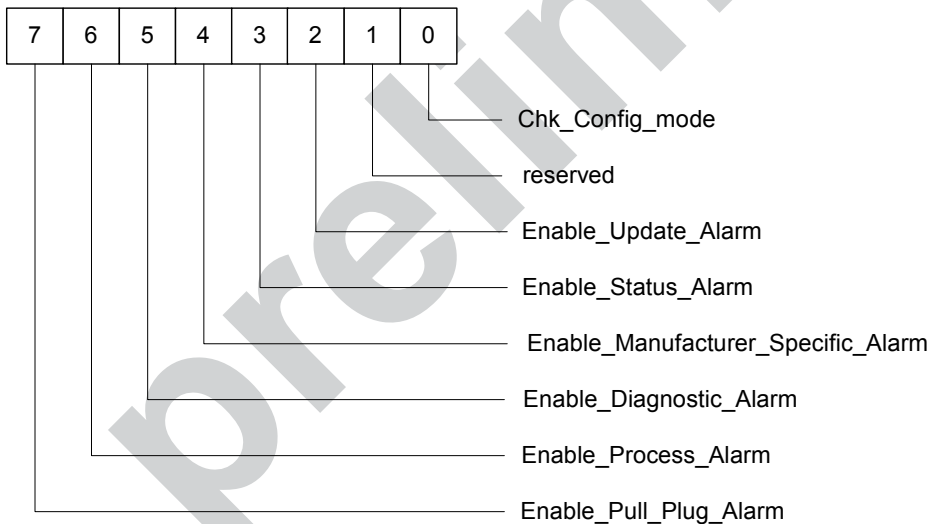 7 6 5 4 3 2 1 0
Chk_Config_mode
reserved
Enable_Update_Alarm
Enable_Status_Alarm
Enable_Manufacturer_Specific_Alarm
Enable_Diagnostic_Alarm
Enable_Process_Alarm
Enable_Pull_Plug_Alarm
prelim